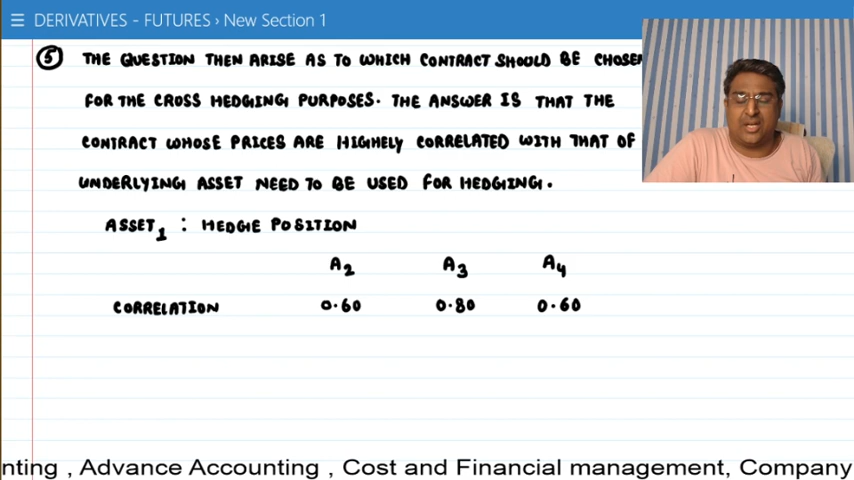 DERIVATIVES - FUTURES › New Section 1
5 THE QUESTION THEN ARISE AS TO WHICH CONTRACT SHOULD BE CHOSEN
FOR THE CROSS HEDGING PURPOSES. THE ANSWER IS THAT THE
CONTRACT WHOSE PRICES ARE HIGHELY CORRELATED WITH THAT OF
UNDERLYING ASSET NEED TO BE USED FOR HEDGING.
ASSET1 : HEDGE POSITION
A2 A3 A4
CORRELATION 0.60 0.80 0.60
nting , Advance Accounting , Cost and Financial management, Company